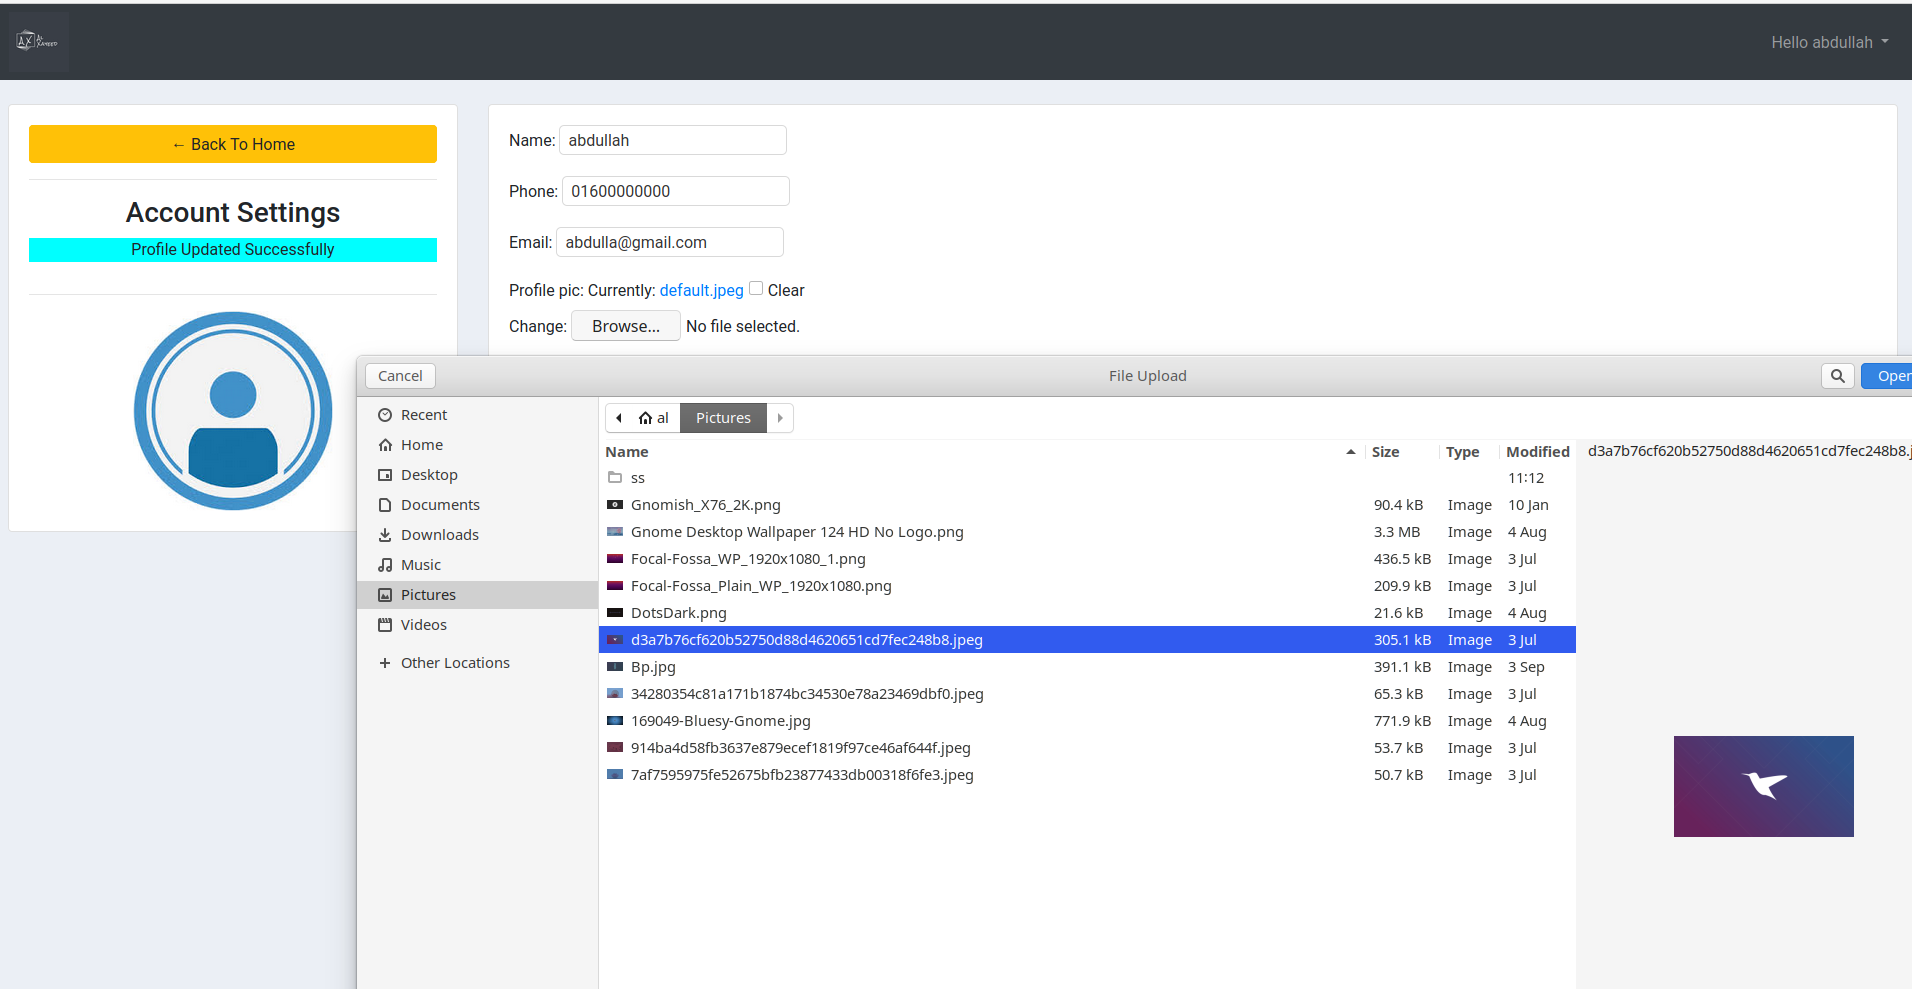 AX
Hello abdullah
← Back To Home
Account Settings
Profile Updated Successfully
Name: abdullah
Phone: 01600000000
Email: abdulla@gmail.com
Profile pic: Currently: default.jpeg Clear
Change: Browse... No file selected.
Cancel File Upload Open
Recent
Home
Desktop
Documents
Downloads
Music
Pictures
Videos
Other Locations
al Pictures
Name Size Type Modified
ss 11:12
Gnomish_X76_2K.png 90.4 kB Image 10 Jan
Gnome Desktop Wallpaper 124 HD No Logo.png 3.3 MB Image 4 Aug
Focal-Fossa_WP_1920x1080_1.png 436.5 kB Image 3 Jul
Focal-Fossa_Plain_WP_1920x1080.png 209.9 kB Image 3 Jul
DotsDark.png 21.6 kB Image 4 Aug
d3a7b76cf620b52750d88d4620651cd7fec248b8.jpeg 305.1 kB Image 3 Jul
Bp.jpg 391.1 kB Image 3 Sep
34280354c81a171b1874bc34530e78a23469dbf0.jpeg 65.3 kB Image 3 Jul
169049-Bluesy-Gnome.jpg 771.9 kB Image 4 Aug
914ba4d58fb3637e879ecef1819f97ce46af644f.jpeg 53.7 kB Image 3 Jul
7af7595975fe52675bfb23877433db00318f6fe3.jpeg 50.7 kB Image 3 Jul
d3a7b76cf620b52750d88d4620651cd7fec248b8.j